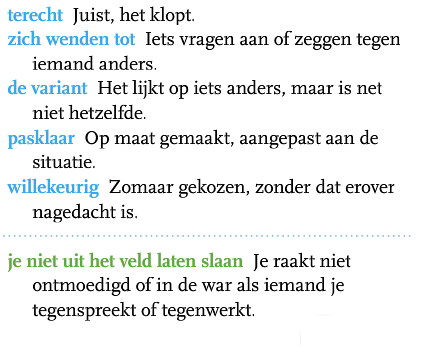 terecht Juist, het klopt.
zich wenden tot Iets vragen aan of zeggen tegen
iemand anders.
de variant Het lijkt op iets anders, maar is net
niet hetzelfde.
pasklaar Op maat gemaakt, aangepast aan de
situatie.
willekeurig Zomaar gekozen, zonder dat erover
nagedacht is.
je niet uit het veld laten slaan Je raakt niet
ontmoedigd of in de war als iemand je
tegenspreekt of tegenwerkt.